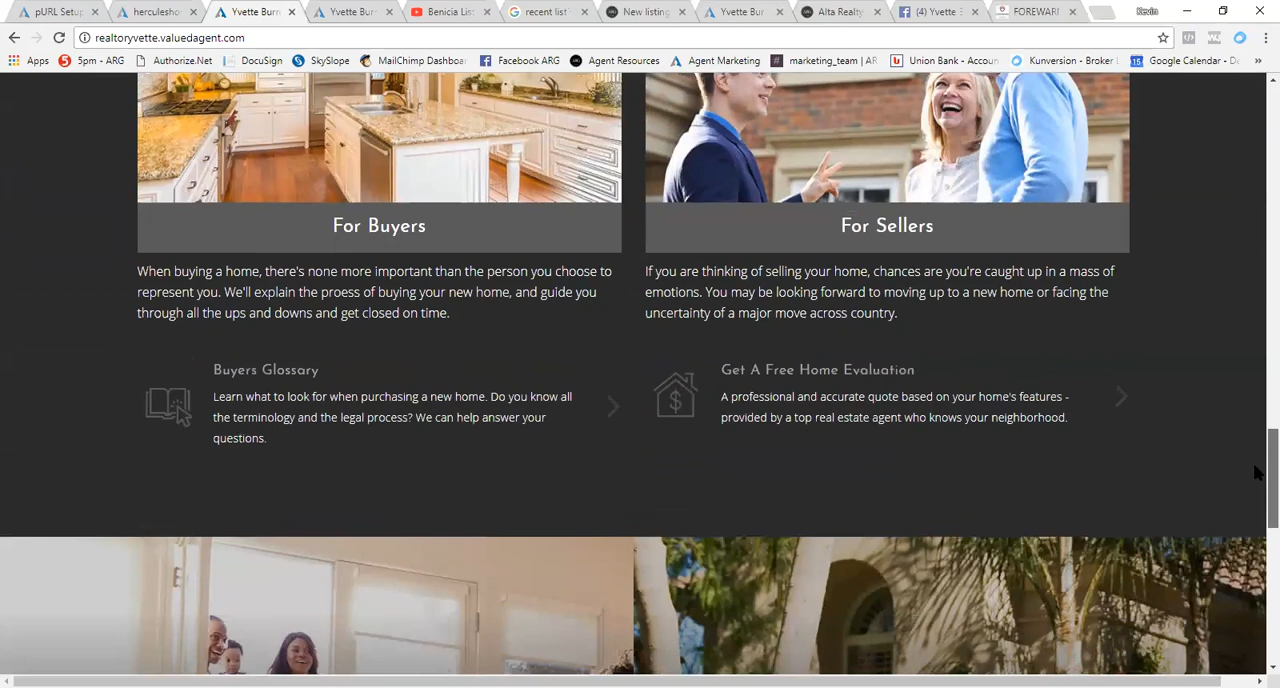 pURL Setup
herculeshor
Yvette Burn
Yvette Burr
Benicia List
recent list
New listing
Yvette Bur
Alta Realty
(4) Yvette
FOREWAR
Kevin
realtoryvette.valuedagent.com
Apps
5pm - ARG
Authorize.Net
DocuSign
SkySlope
MailChimp Dashboar
Facebook ARG
Agent Resources
Agent Marketing
marketing_team | AR
Union Bank - Accoun
Kunversion - Broker
Google Calendar - De
For Buyers
When buying a home, there's none more important than the person you choose to
represent you. We'll explain the proess of buying your new home, and guide you
through all the ups and downs and get closed on time.
Buyers Glossary
Learn what to look for when purchasing a new home. Do you know all
the terminology and the legal process? We can help answer your
questions.
For Sellers
If you are thinking of selling your home, chances are you're caught up in a mass of
emotions. You may be looking forward to moving up to a new home or facing the
uncertainty of a major move across country.
Get A Free Home Evaluation
A professional and accurate quote based on your home's features -
provided by a top real estate agent who knows your neighborhood.